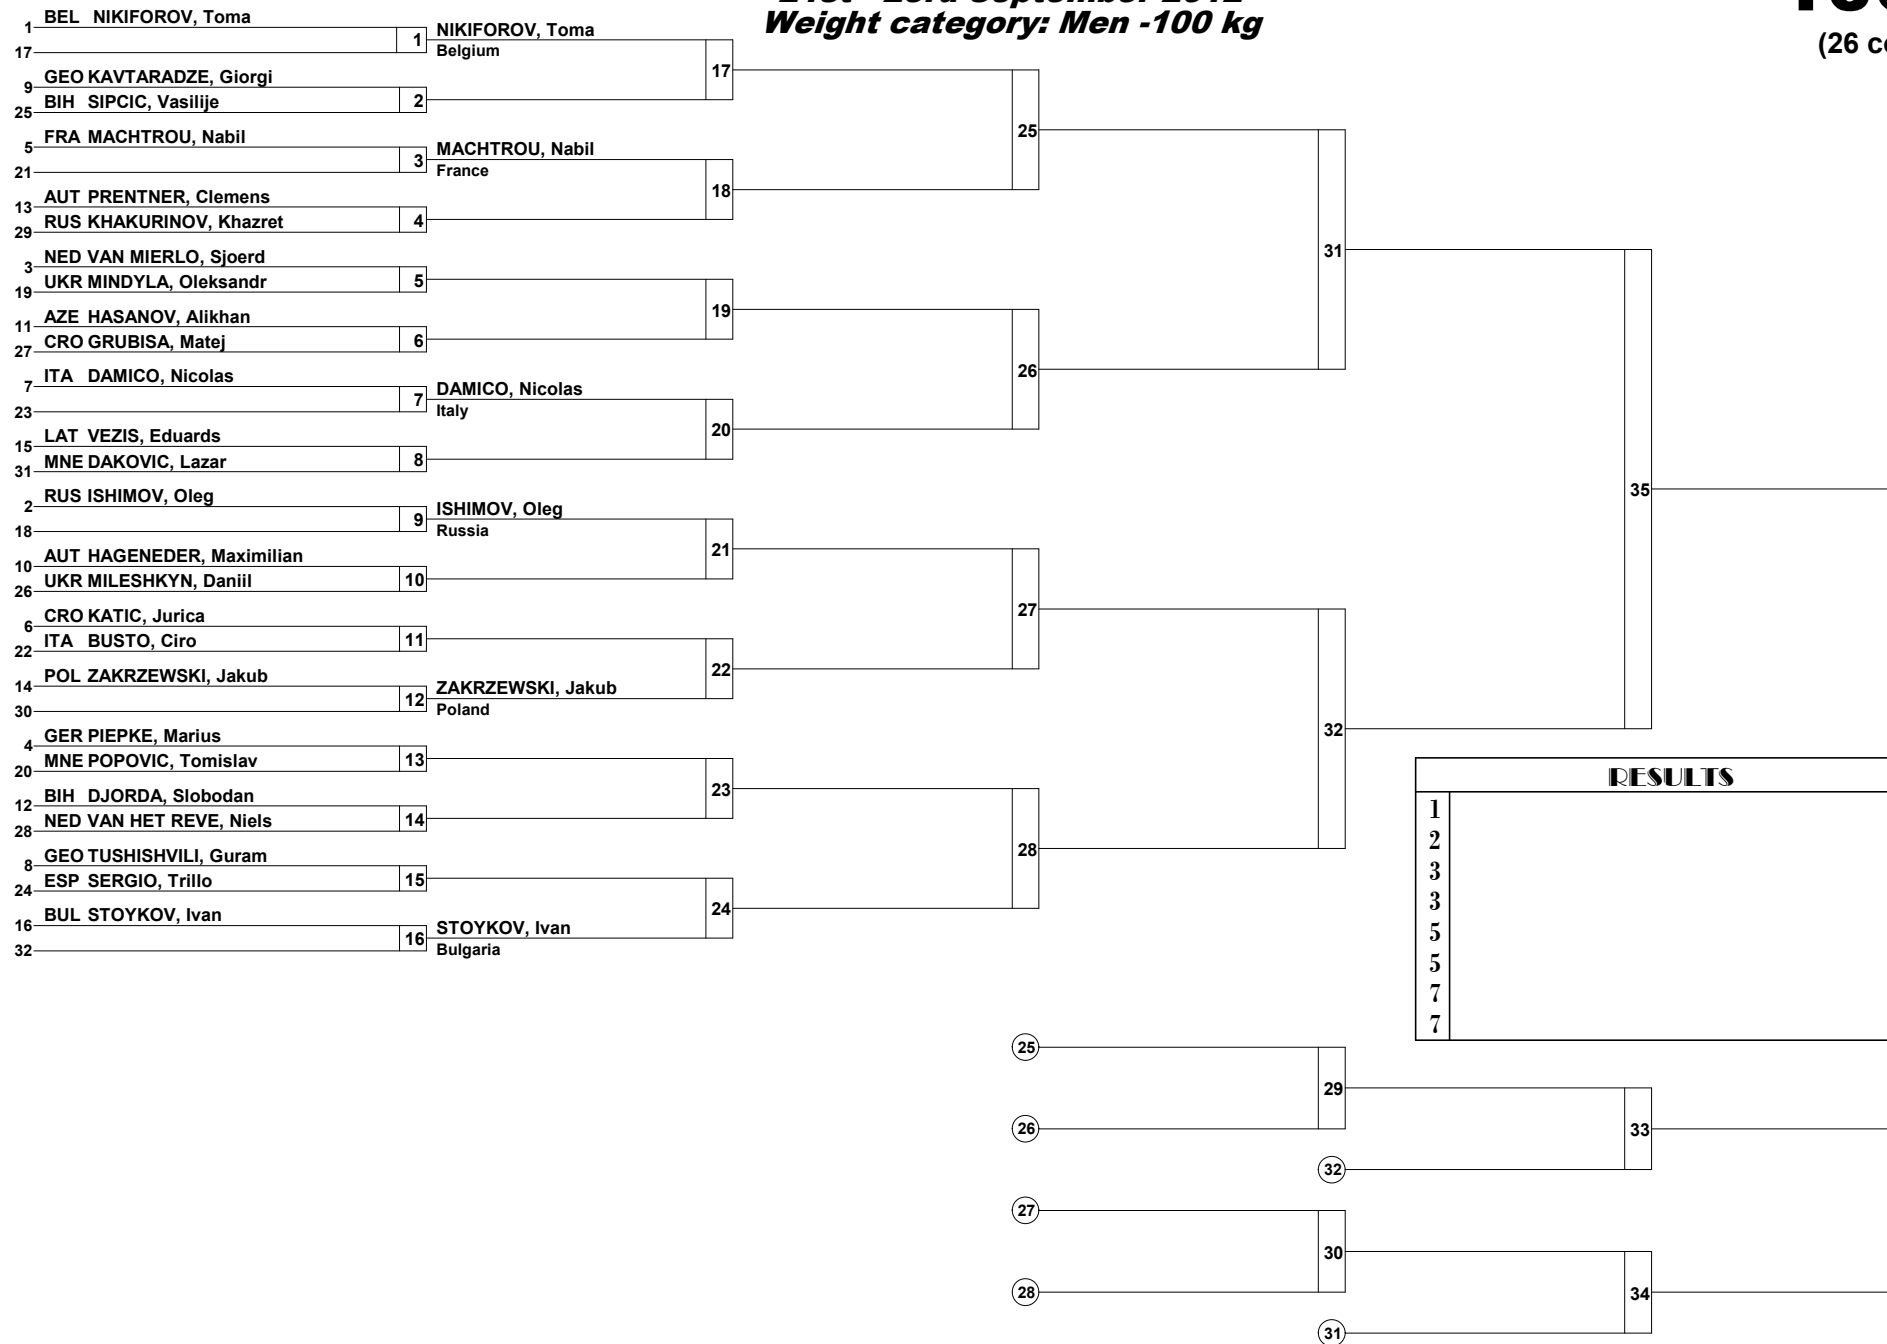 Weight category: Men -100 kg
(26 c
1 BEL NIKIFOROV, Toma
17
1 NIKIFOROV, Toma
Belgium
9 GEO KAVTARADZE, Giorgi
25 BIH SIPCIC, Vasilije
2
17
5 FRA MACHTROU, Nabil
21
3 MACHTROU, Nabil
France
13 AUT PRENTNER, Clemens
29 RUS KHAKURINOV, Khazret
4
18
25
3 NED VAN MIERLO, Sjoerd
19 UKR MINDYLA, Oleksandr
5
11 AZE HASANOV, Alikhan
27 CRO GRUBISA, Matej
6
19
7 ITA DAMICO, Nicolas
23
7 DAMICO, Nicolas
Italy
15 LAT VEZIS, Eduards
31 MNE DAKOVIC, Lazar
8
20
26
31
2 RUS ISHIMOV, Oleg
18
9 ISHIMOV, Oleg
Russia
10 AUT HAGENEDER, Maximilian
26 UKR MILESHKYN, Daniil
10
21
6 CRO KATIC, Jurica
22 ITA BUSTO, Ciro
11
14 POL ZAKRZEWSKI, Jakub
30
12 ZAKRZEWSKI, Jakub
Poland
22
27
4 GER PIEPKE, Marius
20 MNE POPOVIC, Tomislav
13
12 BIH DJORDA, Slobodan
28 NED VAN HET REVE, Niels
14
23
8 GEO TUSHISHVILI, Guram
24 ESP SERGIO, Trillo
15
16 BUL STOYKOV, Ivan
32
16 STOYKOV, Ivan
Bulgaria
24
28
32
35
RESULTS
1
2
3
3
5
5
7
7
25
26
29
32
33
27
28
30
31
34